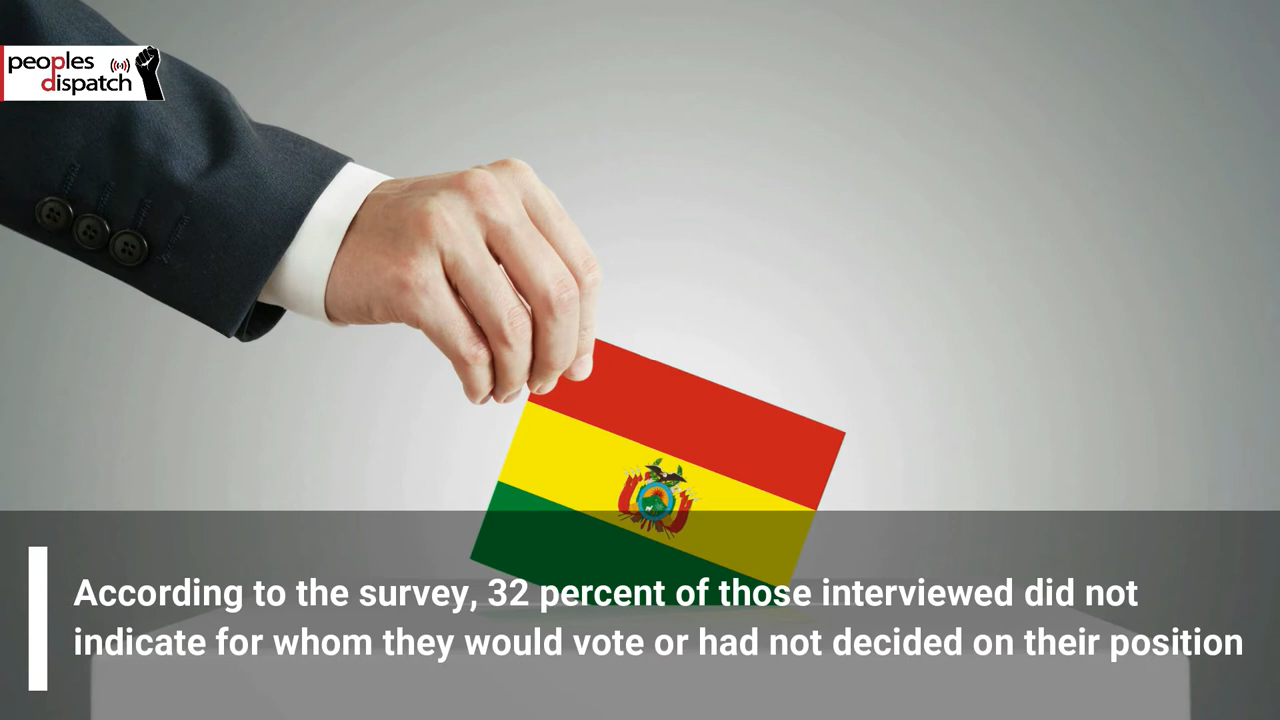 peoples
dispatch
According to the survey, 32 percent of those interviewed did not
indicate for whom they would vote or had not decided on their position